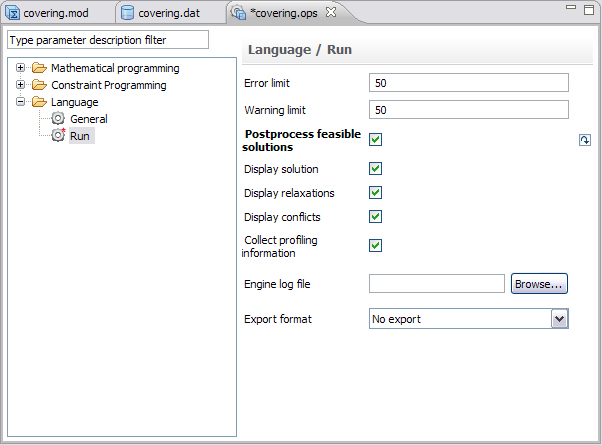 covering.mod
covering.dat
*covering.ops
Type parameter description filter
Mathematical programming
Constraint Programming
Language
General
Run
Language / Run
Error limit
50
Warning limit
50
Postprocess feasible
solutions
Display solution
Display relaxations
Display conflicts
Collect profiling
information
Engine log file
Browse...
Export format
No export